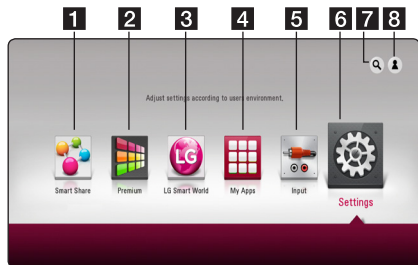 1 2 3 4 5 6 7 8
Adjust settings according to users environment.
LG
Smart Share Premium LG Smart World My Apps Input Settings